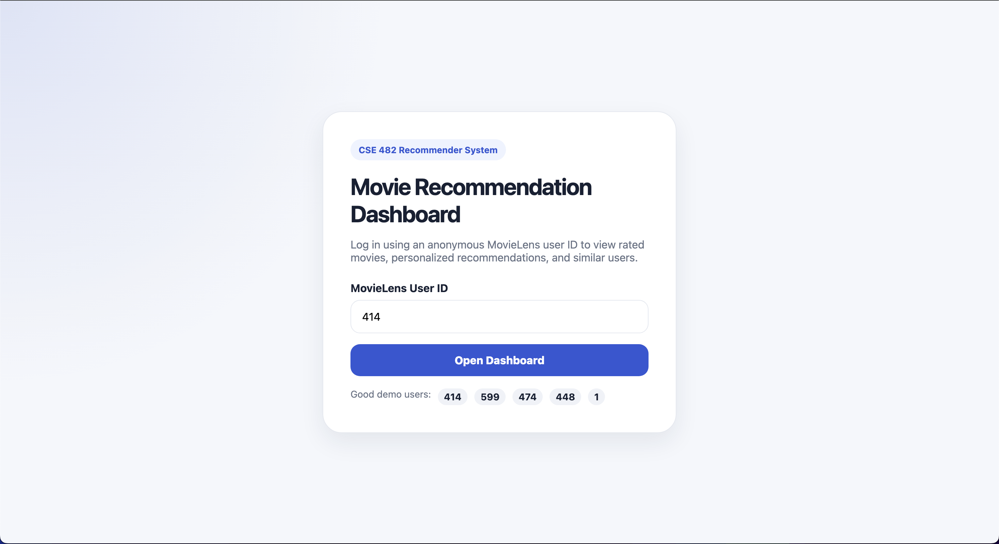 CSE 482 Recommender System
Movie Recommendation
Dashboard
Log in using an anonymous MovieLens user ID to view rated
movies, personalized recommendations, and similar users.
MovieLens User ID
414
Open Dashboard
Good demo users: 414 599 474 448 1